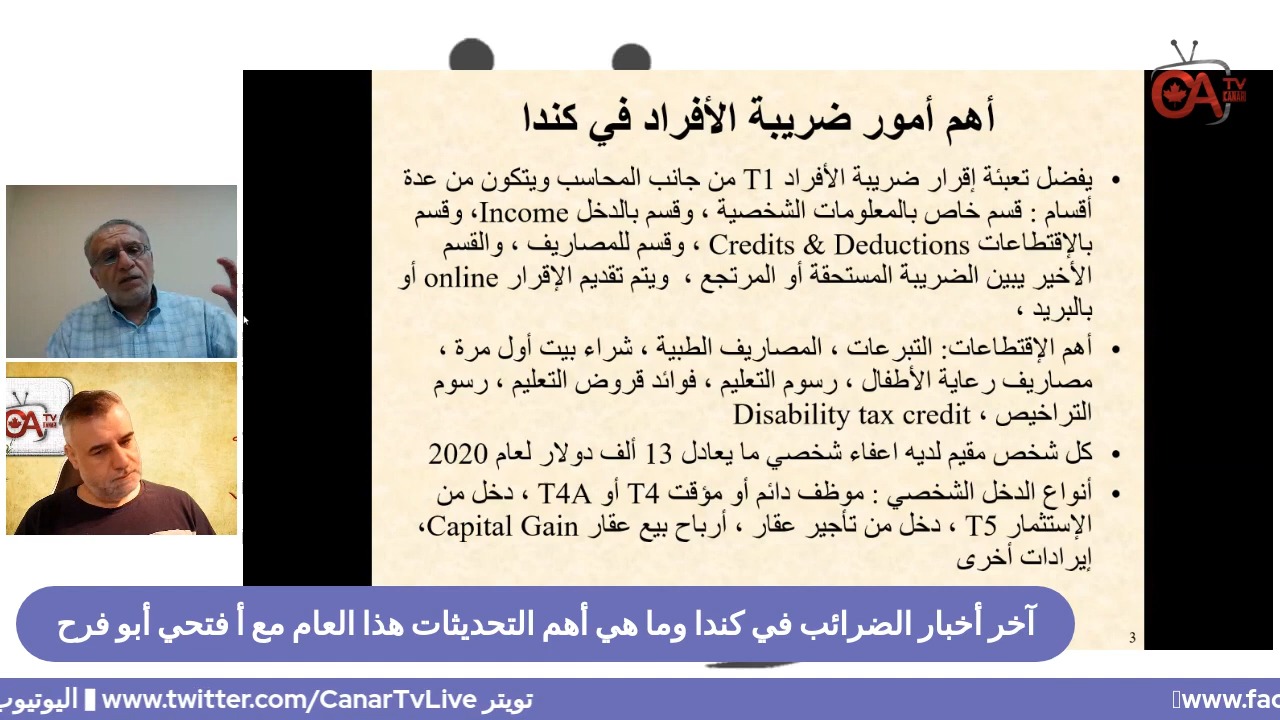 CA TV
CANAR
أهم أمور ضريبة الأفراد في كندا
• يفضل تعبئة إقرار ضريبة الأفراد T1 من جانب المحاسب ويتكون من عدة
أقسام : قسم خاص بالمعلومات الشخصية ، وقسم بالدخل Income، وقسم
بالإقتطاعات Credits & Deductions ، وقسم للمصاريف ، والقسم
الأخير يبين الضريبة المستحقة أو المرتجع ، ويتم تقديم الإقرار online أو
بالبريد ،
• أهم الإقتطاعات: التبرعات ، المصاريف الطبية ، شراء بيت أول مرة ،
مصاريف رعاية الأطفال ، رسوم التعليم ، فوائد قروض التعليم ، رسوم
التراخيص ، Disability tax credit
• كل شخص مقيم لديه اعفاء شخصي ما يعادل 13 ألف دولار لعام 2020
• أنواع الدخل الشخصي : موظف دائم أو مؤقت T4 أو T4A ، دخل من
الإستثمار T5 ، دخل من تأجير عقار ، أرباح بيع عقار Capital Gain،
إيرادات أخرى
3
آخر أخبار الضرائب في كندا وما هي أهم التحديثات هذا العام مع أ فتحي أبو فرح
www.fac
تويتر www.twitter.com/CanarTvLive اليوتيوب